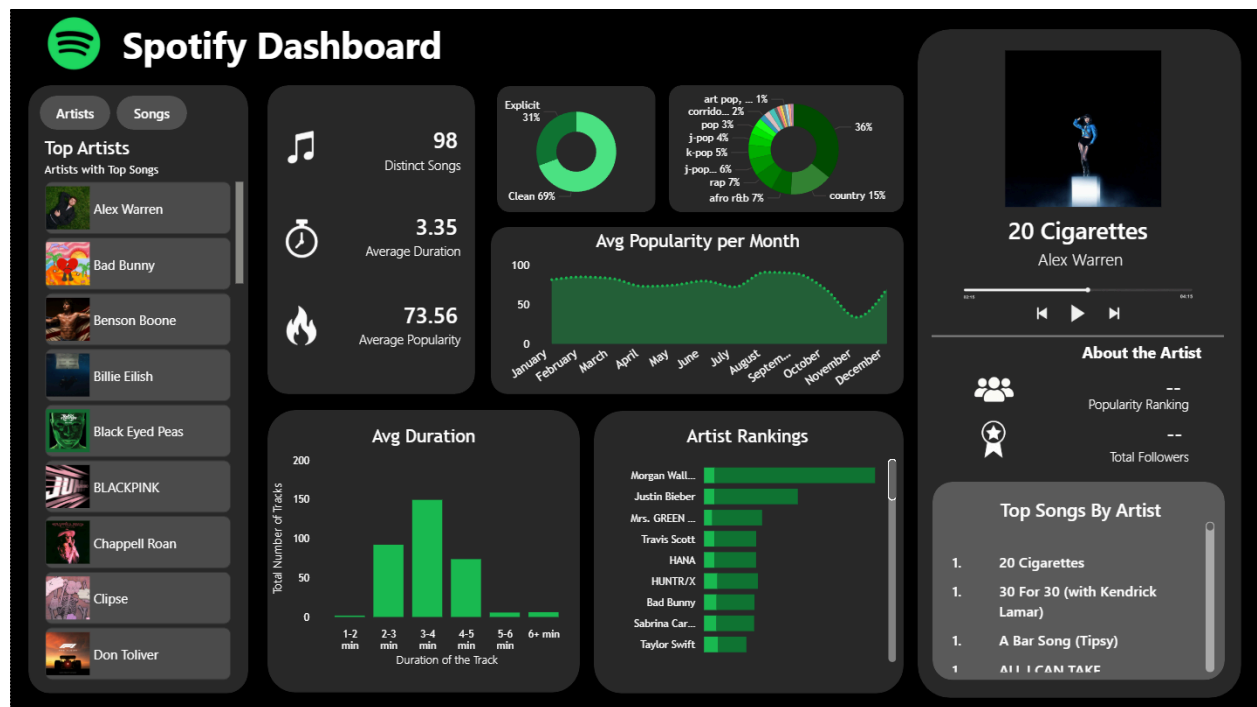 Spotify Dashboard
Artists
Songs
Top Artists
Artists with Top Songs
Alex Warren
Bad Bunny
Benson Boone
Billie Eilish
Black Eyed Peas
BLACKPINK
Chappell Roan
Clipse
Don Toliver
98
Distinct Songs
3.35
Average Duration
73.56
Average Popularity
Explicit
31%
Clean 69%
art pop, ... 1%
corrido... 2%
pop 3%
j-pop 4%
k-pop 5%
j-pop... 6%
rap 7%
afro r&b 7%
36%
country 15%
Avg Popularity per Month
100
50
0
January
February
March
April
May
June
July
August
Septem...
October
November
December
Avg Duration
Total Number of Tracks
200
150
100
50
0
1-2
min
2-3
min
3-4
min
4-5
min
5-6
min
6+ min
Duration of the Track
Artist Rankings
Morgan Wall...
Justin Bieber
Mrs. GREEN ...
Travis Scott
HANA
HUNTR/X
Bad Bunny
Sabrina Car...
Taylor Swift
20 Cigarettes
Alex Warren
04:15
About the Artist
--
Popularity Ranking
--
Total Followers
Top Songs By Artist
1. 20 Cigarettes
1. 30 For 30 (with Kendrick
Lamar)
1. A Bar Song (Tipsy)
1. ALL I CAN TAKE